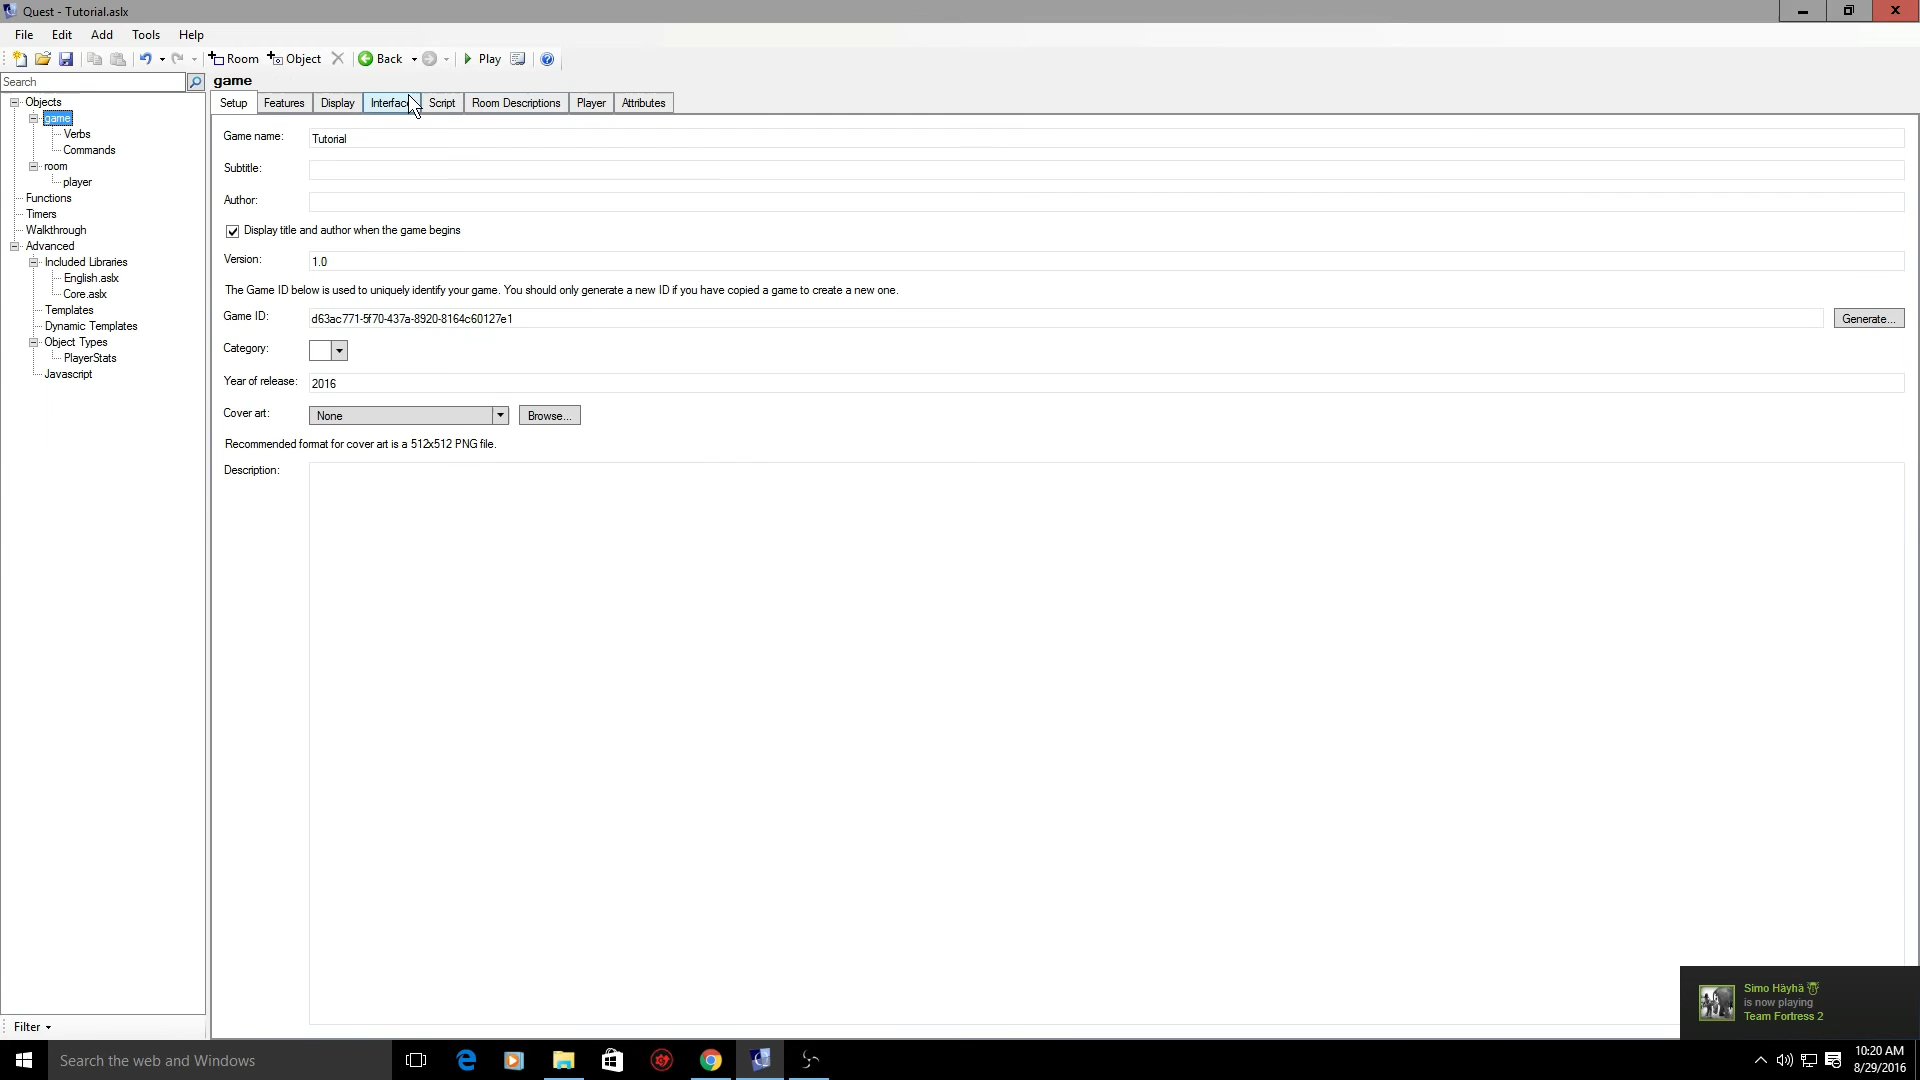 Quest - Tutorial.aslx
File Edit Add Tools Help
Room Object Back Play
Search
game
Setup Features Display Interface Script Room Descriptions Player Attributes
Objects
game
Verbs
Commands
room
player
Functions
Timers
Walkthrough
Advanced
Included Libraries
English.aslx
Core.aslx
Templates
Dynamic Templates
Object Types
PlayerStats
Javascript
Filter
Game name: Tutorial
Subtitle:
Author:
Display title and author when the game begins
Version: 1.0
The Game ID below is used to uniquely identify your game. You should only generate a new ID if you have copied a game to create a new one.
Game ID: d63ac771-5f70-437a-8920-8164c60127e1 Generate...
Category:
Year of release: 2016
Cover art: None Browse...
Recommended format for cover art is a 512x512 PNG file.
Description:
Simo Häyhä
is now playing
Team Fortress 2
Search the web and Windows
10:20 AM
8/29/2016